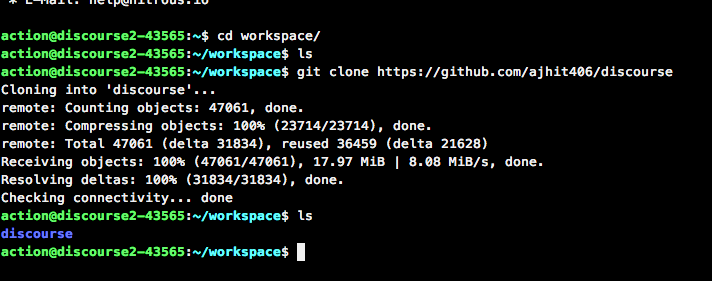 * E-Mail: help@nitrous.io
action@discourse2-43565:~$ cd workspace/
action@discourse2-43565:~/workspace$ ls
action@discourse2-43565:~/workspace$ git clone https://github.com/ajhit406/discourse
Cloning into 'discourse'...
remote: Counting objects: 47061, done.
remote: Compressing objects: 100% (23714/23714), done.
remote: Total 47061 (delta 31834), reused 36459 (delta 21628)
Receiving objects: 100% (47061/47061), 17.97 MiB | 8.08 MiB/s, done.
Resolving deltas: 100% (31834/31834), done.
Checking connectivity... done
action@discourse2-43565:~/workspace$ ls
discourse
action@discourse2-43565:~/workspace$